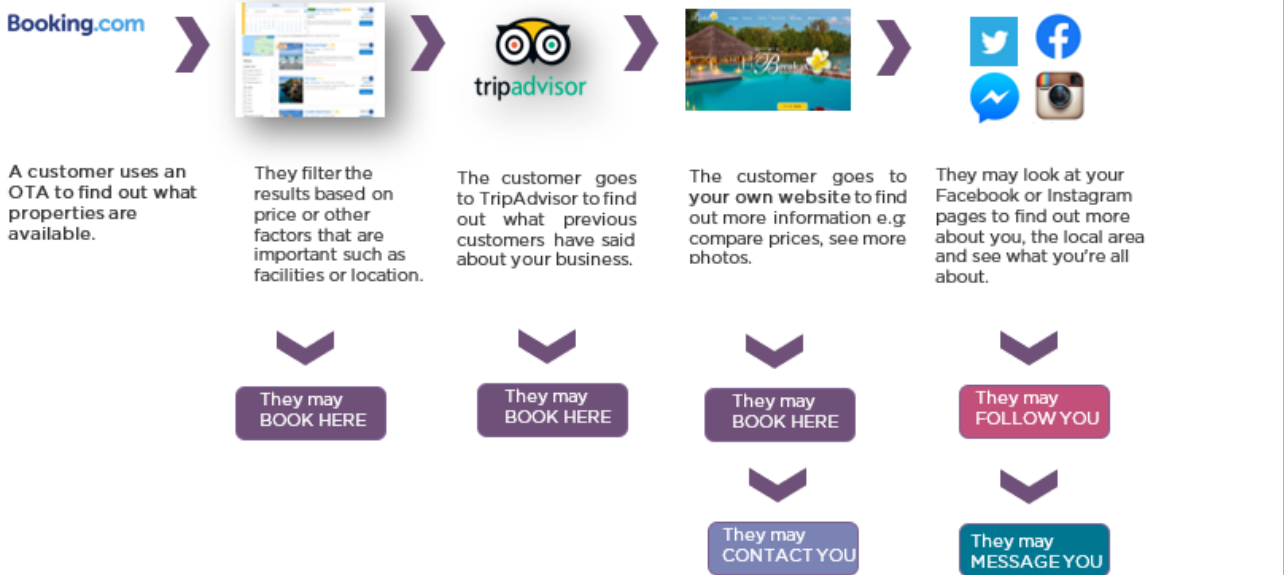 Booking.com
tripadvisor
A customer uses an
OTA to find out what
properties are
available.
They filter the
results based on
price or other
factors that are
important such as
facilities or location.
The customer goes
to TripAdvisor to find
out what previous
customers have said
about your business.
The customer goes to
your own website to find
out more information e.g:
compare prices, see more
photos.
They may look at your
Facebook or Instagram
pages to find out more
about you, the local area
and see what you're all
about.
They may
BOOK HERE
They may
BOOK HERE
They may
BOOK HERE
They may
CONTACT YOU
They may
FOLLOW YOU
They may
MESSAGE YOU